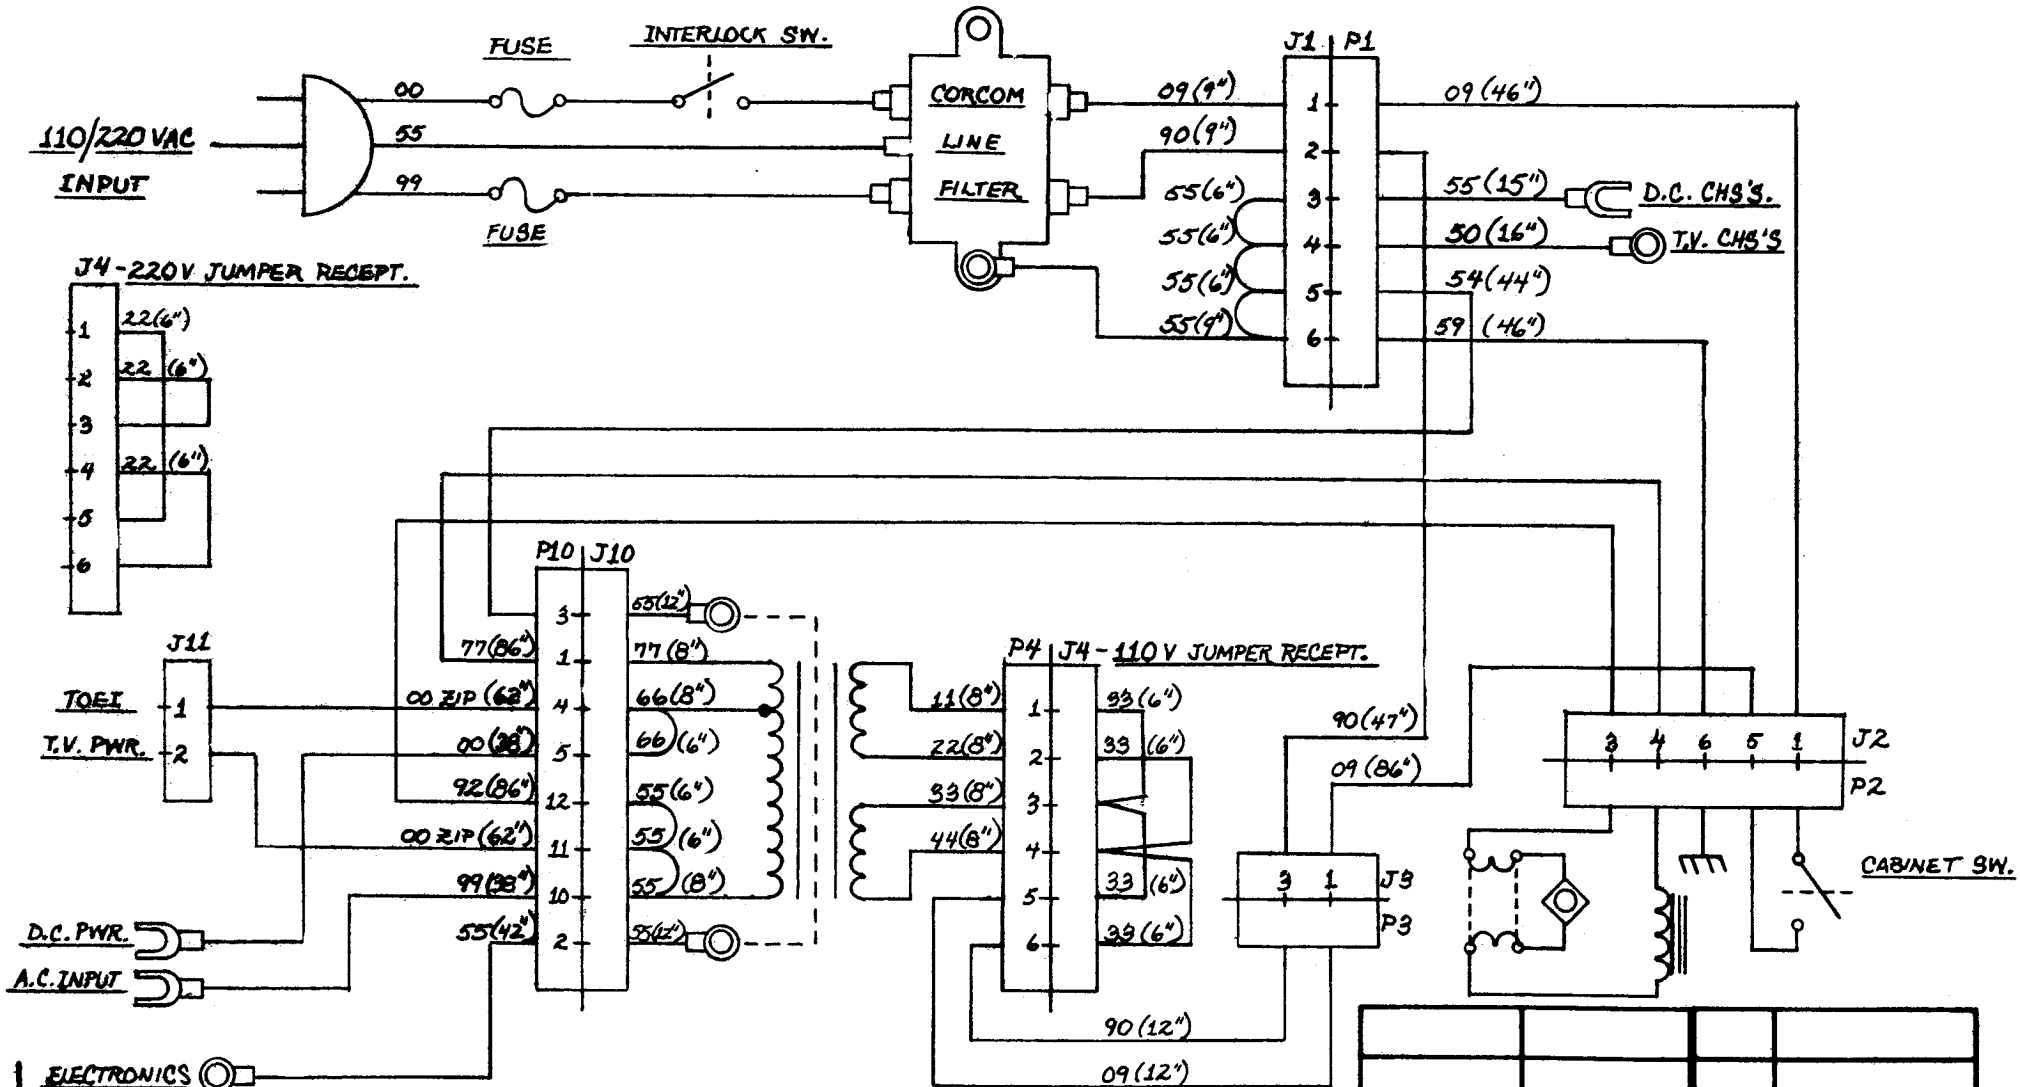 FUSE
INTERLOCK SW.
J1 P1
00
CORCOM
09(9")
1
09(46")
110/220 VAC
55
LINE
90(9")
2
INPUT
99
FILTER
55(6")
3
55(15")
D.C. CHS'S.
FUSE
55(6")
4
50(16")
T.V. CHS'S
J4-220V JUMPER RECEPT.
55(6")
5
54(44")
1
22(6")
55(9")
6
59 (46")
2
22 (6")
3
4
22 (6")
5
6
P10 J10
3
55(12")
J11
77(86")
1
77(8")
P4 J4-110V JUMPER RECEPT.
TOEI
1
00 ZIP (62")
4
66(8")
11(8")
1
33(6")
90(47")
T.V. PWR.
2
00(38")
5
66 (6")
22(8")
2
33 (6")
3 4 6 5 1
J2
09(86")
92(86")
12
55(6")
33(8")
3
P2
00 ZIP (62")
11
55 (6")
44(8")
4
CABINET SW.
99(38")
10
55 (8")
5
33 (6")
3 1
J3
P3
D.C. PWR.
55(42")
2
55(12")
6
33(6")
A.C. INPUT
90(12")
ELECTRONICS
09(12")